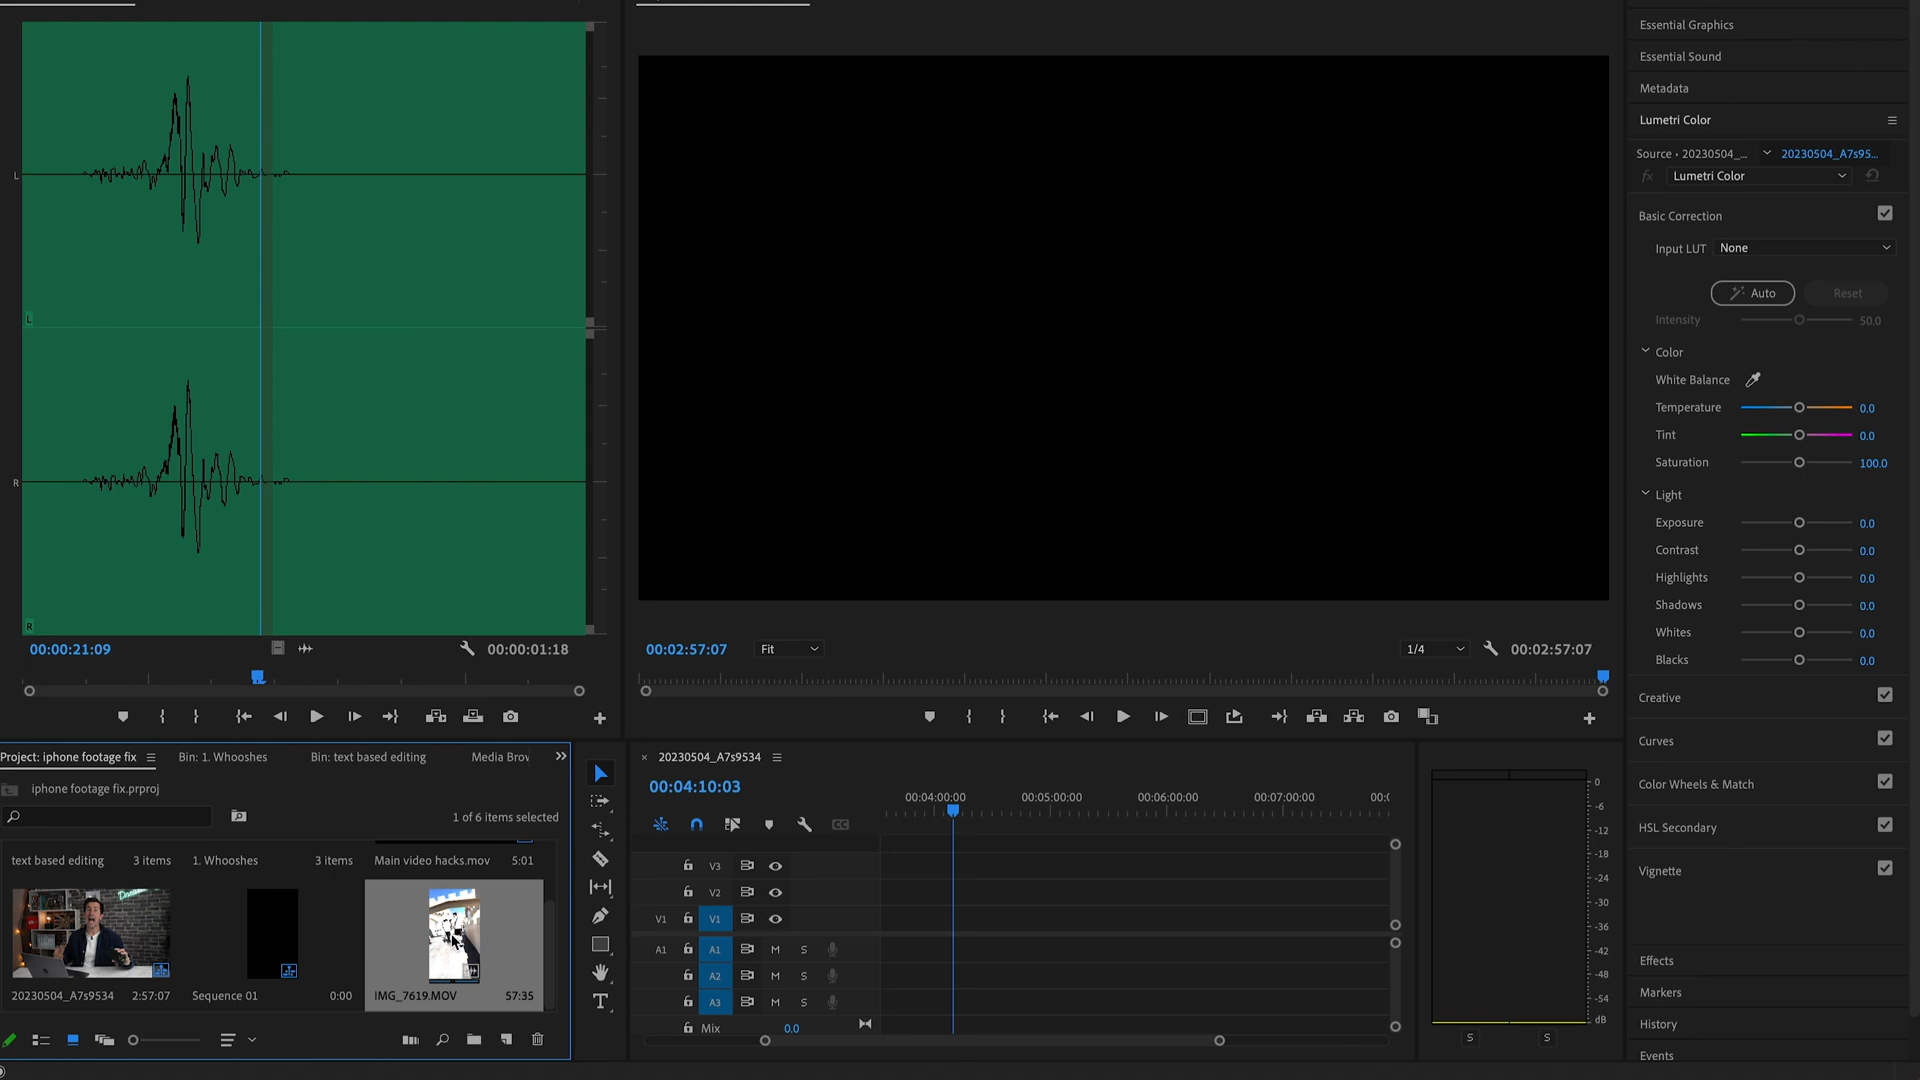 L
L
R
R
00:00:21:09
00:00:01:18
00:02:57:07
Fit
1/4
00:02:57:07
Essential Graphics
Essential Sound
Metadata
Lumetri Color
Source • 20230504_...
20230504_A7s95...
fx
Lumetri Color
Basic Correction
Input LUT
None
Auto
Reset
Intensity
50.0
Color
White Balance
Temperature
0.0
Tint
0.0
Saturation
100.0
Light
Exposure
0.0
Contrast
0.0
Highlights
0.0
Shadows
0.0
Whites
0.0
Blacks
0.0
Creative
Curves
Color Wheels & Match
HSL Secondary
Vignette
Effects
Markers
History
Events
Project: iphone footage fix
Bin: 1. Whooshes
Bin: text based editing
Media Brov
iphone footage fix.prproj
1 of 6 items selected
text based editing
3 items
1. Whooshes
3 items
Main video hacks.mov
5:01
20230504_A7s9534
2:57:07
Sequence 01
0:00
IMG_7619.MOV
57:35
T
× 20230504_A7s9534
00:04:10:03
00:04:00:00
00:05:00:00
00:06:00:00
00:07:00:00
00:0
CC
V3
V2
V1
V1
A1
A1
M
S
A2
M
S
A3
M
S
Mix
0.0
0
-6
-12
-18
-24
-30
-36
-42
-48
-54
dB
S
S